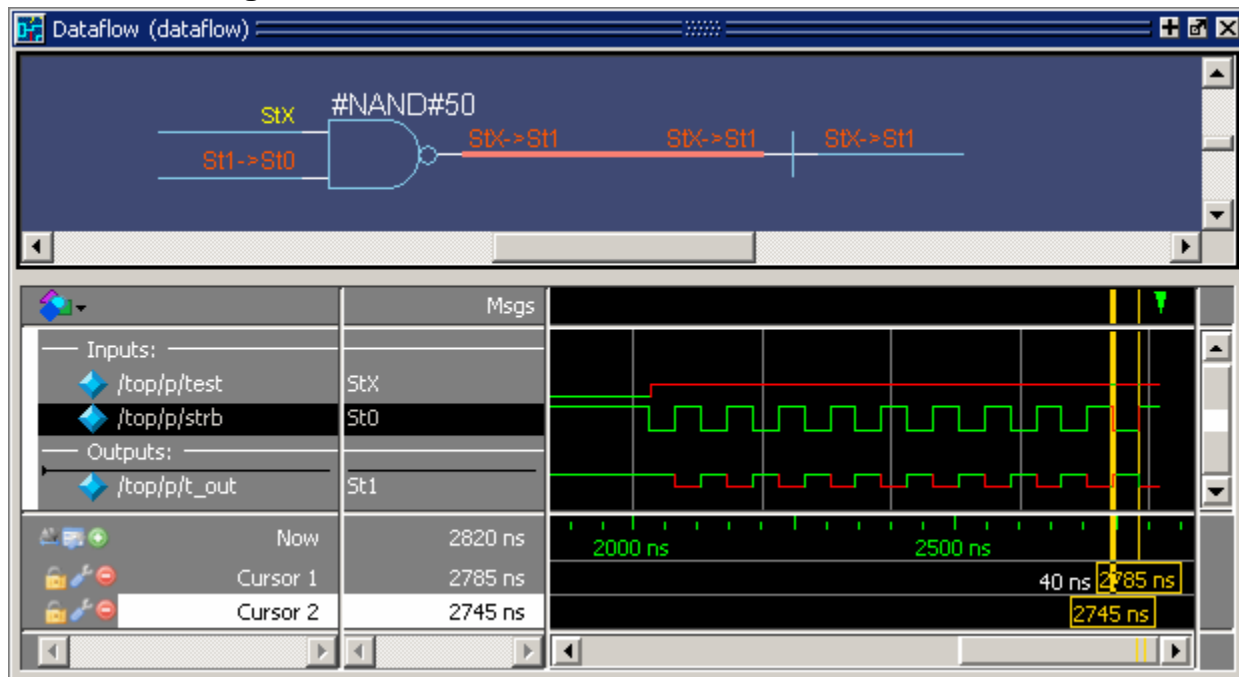 Dataflow (dataflow)
#NAND#50
StX
StX->St1 StX->St1 StX->St1
St1->St0
Msgs
Inputs:
/top/p/test StX
/top/p/strb St0
Outputs:
/top/p/t_out St1
Now 2820 ns 2000 ns 2500 ns
Cursor 1 2785 ns 40 ns 2785 ns
Cursor 2 2745 ns 2745 ns